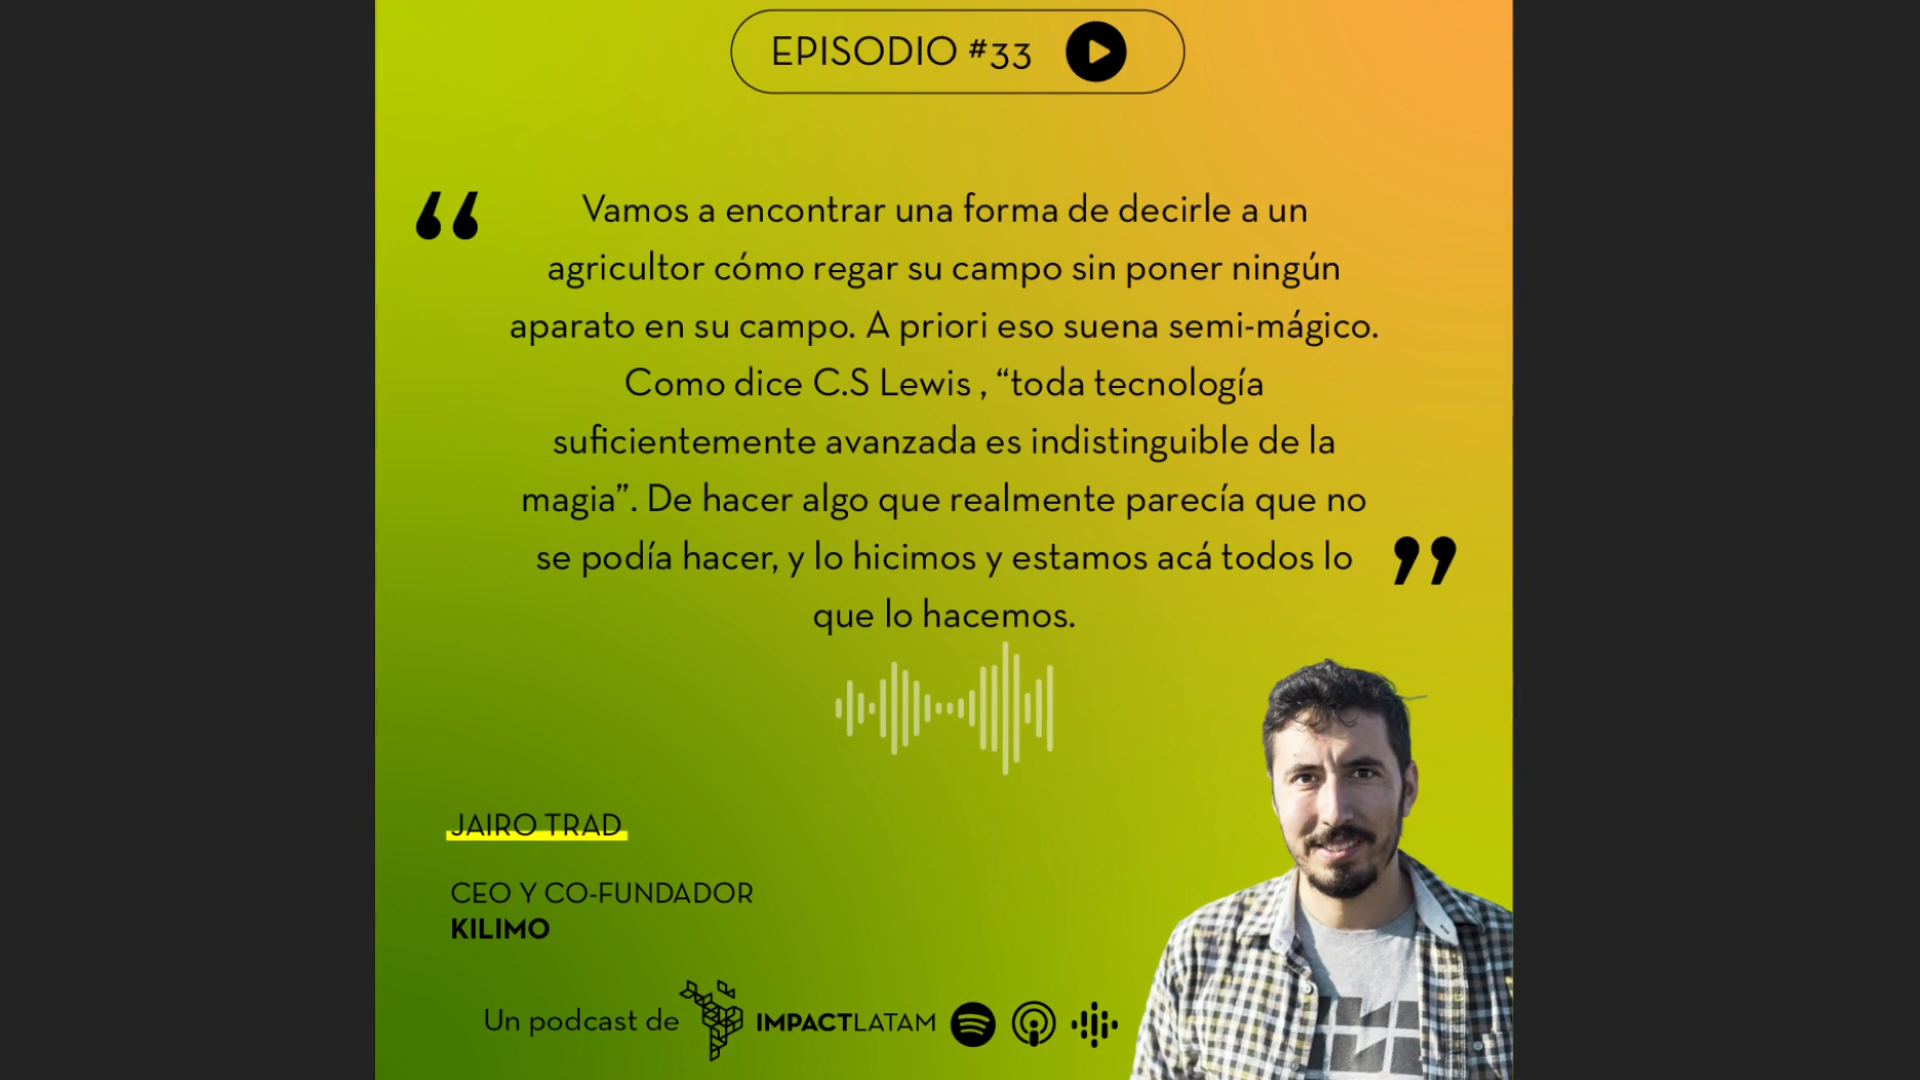 EPISODIO #33
“ Vamos a encontrar una forma de decirle a un
agricultor cómo regar su campo sin poner ningún
aparato en su campo. A priori eso suena semi-mágico.
Como dice C.S Lewis , “toda tecnología
suficientemente avanzada es indistinguible de la
magia”. De hacer algo que realmente parecía que no
se podía hacer, y lo hicimos y estamos acá todos lo ”
que lo hacemos.
JAIRO TRAD
CEO Y CO-FUNDADOR
KILIMO
Un podcast de IMPACTLATAM